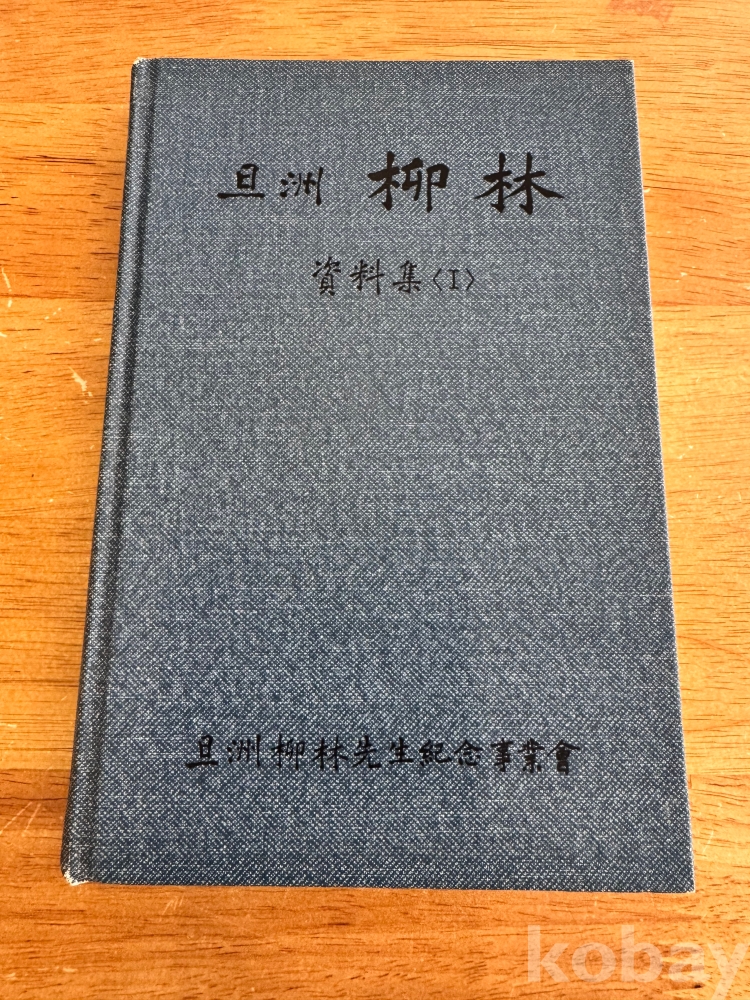 旦洲 柳林
資料集〈I〉
旦洲柳林先生紀念事業會
kobay